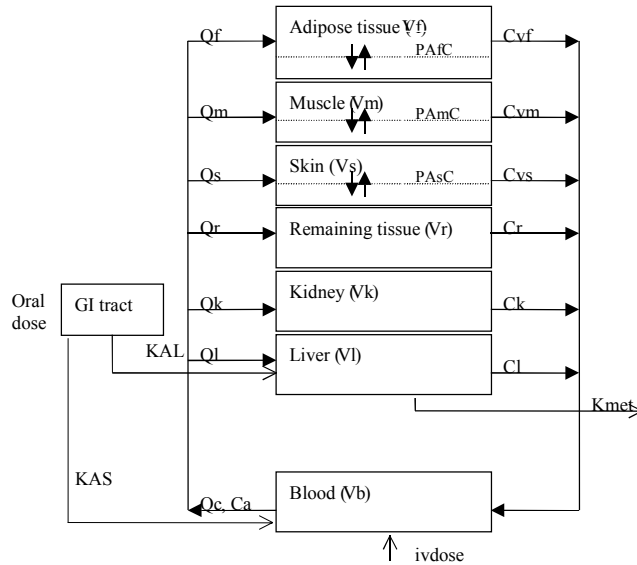 Adipose tissue (Vf)
Qf
PAfC
Cvf
Muscle (Vm)
Qm
PAmC
Cvm
Skin (Vs)
Qs
PAsC
Cvs
Remaining tissue (Vr)
Qr
Cr
Oral
dose
GI tract
Qk
Kidney (Vk)
Ck
KAL
Ql
Liver (Vl)
Cl
Kmet
KAS
Qc, Ca
Blood (Vb)
ivdose